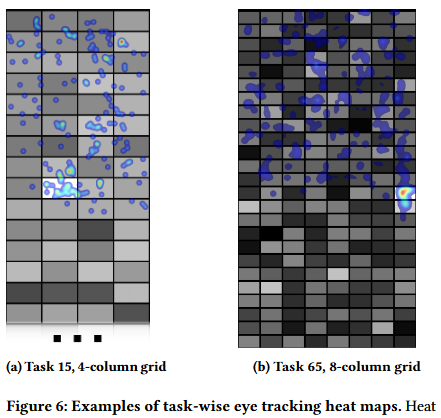 (a) Task 15, 4-column grid
(b) Task 65, 8-column grid
Figure 6: Examples of task-wise eye tracking heat maps. Heat